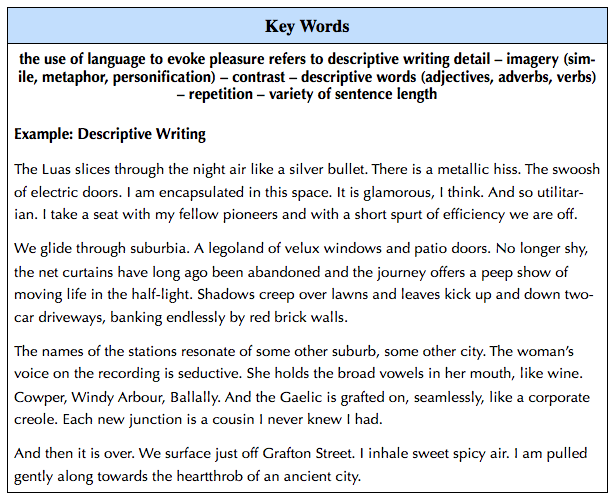 Key Words
the use of language to evoke pleasure refers to descriptive writing detail – imagery (sim-
ile, metaphor, personification) – contrast – descriptive words (adjectives, adverbs, verbs)
– repetition – variety of sentence length
Example: Descriptive Writing
The Luas slices through the night air like a silver bullet. There is a metallic hiss. The swoosh
of electric doors. I am encapsulated in this space. It is glamorous, I think. And so utilitar-
ian. I take a seat with my fellow pioneers and with a short spurt of efficiency we are off.
We glide through suburbia. A legoland of velux windows and patio doors. No longer shy,
the net curtains have long ago been abandoned and the journey offers a peep show of
moving life in the half-light. Shadows creep over lawns and leaves kick up and down two-
car driveways, banking endlessly by red brick walls.
The names of the stations resonate of some other suburb, some other city. The woman’s
voice on the recording is seductive. She holds the broad vowels in her mouth, like wine.
Cowper, Windy Arbour, Ballally. And the Gaelic is grafted on, seamlessly, like a corporate
creole. Each new junction is a cousin I never knew I had.
And then it is over. We surface just off Grafton Street. I inhale sweet spicy air. I am pulled
gently along towards the heartthrob of an ancient city.